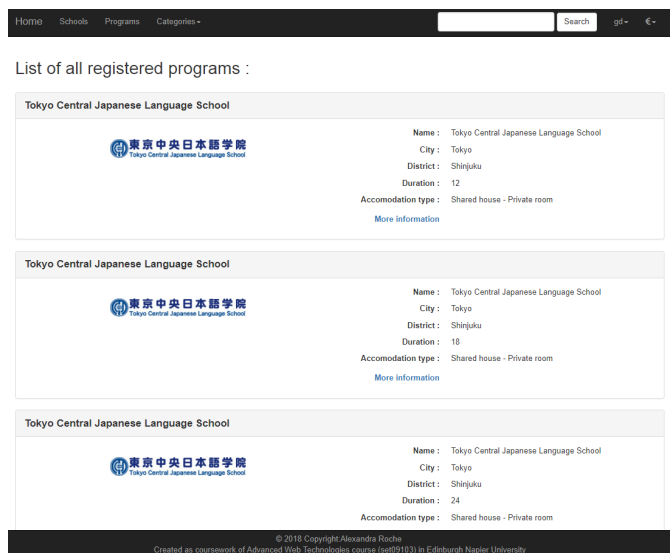 Home Schools Programs Categories Search gd €
List of all registered programs :
Tokyo Central Japanese Language School
東京中央日本語学院
Tokyo Central Japanese Language School
Name : Tokyo Central Japanese Language School
City : Tokyo
District : Shinjuku
Duration : 12
Accomodation type : Shared house - Private room
More information
Tokyo Central Japanese Language School
東京中央日本語学院
Tokyo Central Japanese Language School
Name : Tokyo Central Japanese Language School
City : Tokyo
District : Shinjuku
Duration : 18
Accomodation type : Shared house - Private room
More information
Tokyo Central Japanese Language School
東京中央日本語学院
Tokyo Central Japanese Language School
Name : Tokyo Central Japanese Language School
City : Tokyo
District : Shinjuku
Duration : 24
Accomodation type : Shared house - Private room
© 2018 Copyright:Alexandra Roche
Created as coursework of Advanced Web Technologies course (set09103) in Edinburgh Napier University